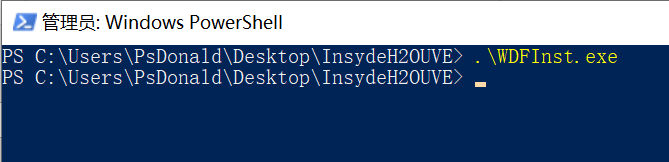 管理员: Windows PowerShell
PS C:\Users\PsDonald\Desktop\InsydeH2OUVE> .\WDFInst.exe
PS C:\Users\PsDonald\Desktop\InsydeH2OUVE>